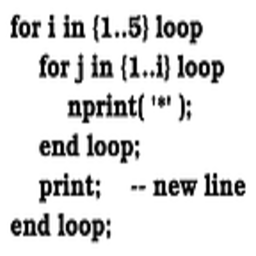 for i in {1..5} loop
for j in {1..i} loop
nprint( '*' );
end loop;
print; -- new line
end loop;